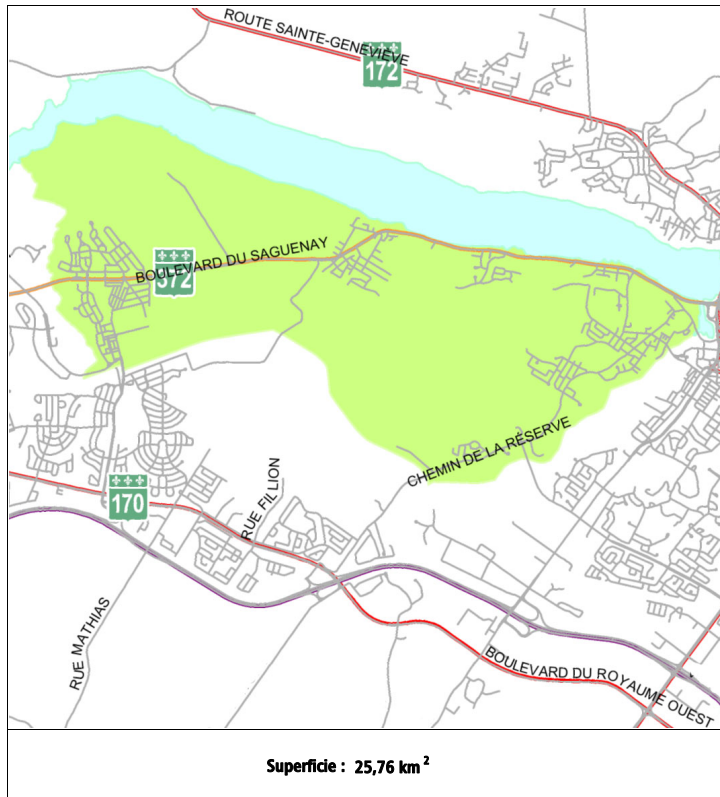 ROUTE SAINTE-GENEVIÈVE
172
BOULEVARD DU SAGUENAY
372
CHEMIN DE LA RÉSERVE
170
RUE FILLION
RUE MATHIAS
BOULEVARD DU ROYAUME OUEST
Superficie : 25,76 km²